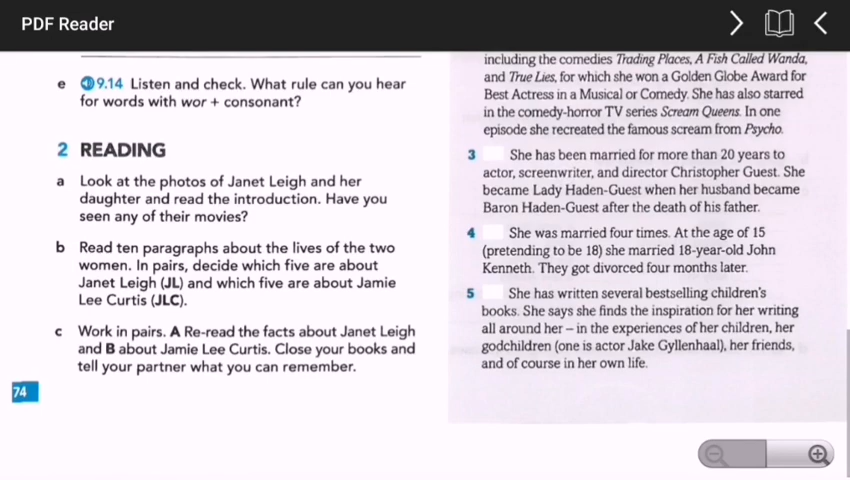 PDF Reader
e 9.14 Listen and check. What rule can you hear
for words with wor + consonant?
2 READING
a Look at the photos of Janet Leigh and her
daughter and read the introduction. Have you
seen any of their movies?
b Read ten paragraphs about the lives of the two
women. In pairs, decide which five are about
Janet Leigh (JL) and which five are about Jamie
Lee Curtis (JLC).
c Work in pairs. A Re-read the facts about Janet Leigh
and B about Jamie Lee Curtis. Close your books and
tell your partner what you can remember.
74
including the comedies Trading Places, A Fish Called Wanda,
and True Lies, for which she won a Golden Globe Award for
Best Actress in a Musical or Comedy. She has also starred
in the comedy-horror TV series Scream Queens. In one
episode she recreated the famous scream from Psycho.
3 She has been married for more than 20 years to
actor, screenwriter, and director Christopher Guest. She
became Lady Haden-Guest when her husband became
Baron Haden-Guest after the death of his father.
4 She was married four times. At the age of 15
(pretending to be 18) she married 18-year-old John
Kenneth. They got divorced four months later.
5 She has written several bestselling children's
books. She says she finds the inspiration for her writing
all around her – in the experiences of her children, her
godchildren (one is actor Jake Gyllenhaal), her friends,
and of course in her own life.